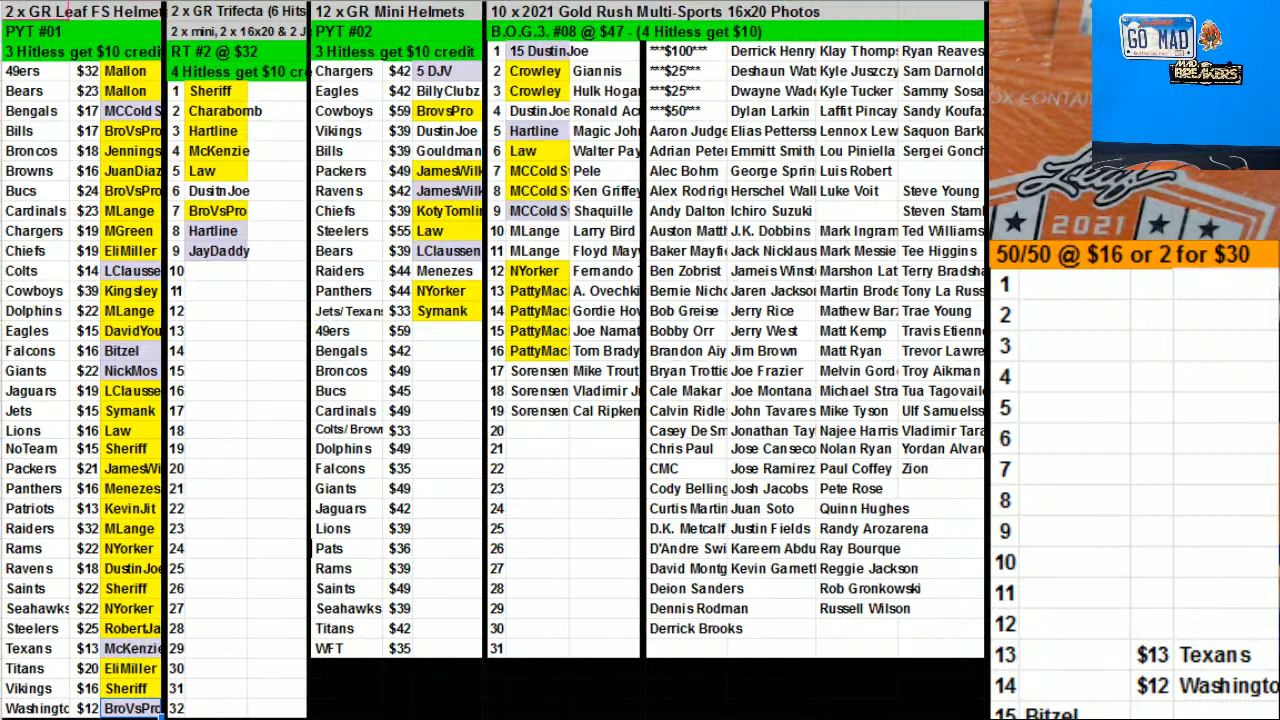 2 x GR Leaf FS Helmet
PYT #01
3 Hitless get $10 credit
49ers $32 Mallon
Bears $23 Mallon
Bengals $17 MCCold S
Bills $17 BroVsPro
Broncos $18 Jennings
Browns $16 JuanDiaz
Bucs $24 BroVsPro
Cardinals $23 MLange
Chargers $19 MGreen
Chiefs $19 EliMiller
Colts $14 LClausse
Cowboys $39 Kingsley
Dolphins $22 MLange
Eagles $15 DavidYou
Falcons $16 Bitzel
Giants $22 NickMos
Jaguars $19 LClausse
Jets $15 Symank
Lions $16 Law
NoTeam $15 Sheriff
Packers $21 JamesWi
Panthers $16 Menezes
Patriots $13 KevinJit
Raiders $32 MLange
Rams $22 NYorker
Ravens $18 DustinJo
Saints $22 Sheriff
Seahawks $22 NYorker
Steelers $25 RobertJa
Texans $13 McKenzie
Titans $20 EliMiller
Vikings $16 Sheriff
Washingto $12 BroVsPro
2 x GR Trifecta (6 Hits
2 x mini, 2 x 16x20 & 2 J
RT #2 @ $32
4 Hitless get $10 cre
1 Sheriff
2 Charabomb
3 Hartline
4 McKenzie
5 Law
6 DusitnJoe
7 BroVsPro
8 Hartline
9 JayDaddy
10
11
12
13
14
15
16
17
18
19
20
21
22
23
24
25
26
27
28
29
30
31
32
12 x GR Mini Helmets
PYT #02
3 Hitless get $10 credit
Chargers $42 5 DJV
Eagles $42 BillyClubz
Cowboys $59 BrovsPro
Vikings $39 DustinJoe
Bills $39 Gouldman
Packers $49 JamesWilk
Ravens $42 JamesWilk
Chiefs $39 KotyTomlin
Steelers $55 Law
Bears $39 LClaussen
Raiders $44 Menezes
Panthers $44 NYorker
Jets/Texans $33 Symank
49ers $59
Bengals $42
Broncos $49
Bucs $45
Cardinals $49
Colts/Brown $33
Dolphins $49
Falcons $35
Giants $49
Jaguars $42
Lions $39
Pats $36
Rams $39
Saints $49
Seahawks $39
Titans $42
WFT $35
10 x 2021 Gold Rush Multi-Sports 16x20 Photos
B.O.G.3. #08 @ $47 - (4 Hitless get $10)
1 15 DustinJoe ***$100*** Derrick Henry Klay Thomps Ryan Reaves
2 Crowley Giannis ***$25*** Deshaun Wat Kyle Juszczy Sam Darnold
3 Crowley Hulk Hoga ***$25*** Dwayne Wade Kyle Tucker Sammy Sosa
4 DustinJoe Ronald Acu ***$50*** Dylan Larkin Laffit Pincay Sandy Koufa
5 Hartline Magic John Aaron Judge Elias Petterss Lennox Lew Saquon Bark
6 Law Walter Pay Adrian Peter Emmitt Smith Lou Piniella Sergei Gonch
7 MCCold S Pele Alec Bohm George Sprin Luis Robert
8 MCCold S Ken Griffey Alex Rodrigu Herschel Wall Luke Voit Steve Young
9 MCCold S Shaquille Andy Dalton Ichiro Suzuki Steven Stam
10 MLange Larry Bird Auston Matt J.K. Dobbins Mark Ingram Ted Williams
11 MLange Floyd Mayw Baker Mayfie Jack Nicklaus Mark Messie Tee Higgins
12 NYorker Fernando T Ben Zobrist Jameis Winst Marshon Lat Terry Bradsha
13 PattyMac A. Ovechki Bernie Nicho Jaren Jackso Martin Brode Tony La Russ
14 PattyMac Gordie How Bob Greise Jerry Rice Mathew Barz Trae Young
15 PattyMac Joe Namat Bobby Orr Jerry West Matt Kemp Travis Etienn
16 PattyMac Tom Brady Brandon Aiy Jim Brown Matt Ryan Trevor Lawre
17 Sorensen Mike Trout Bryan Trottie Joe Frazier Melvin Gord Troy Aikman
18 Sorensen Vladimir J Cale Makar Joe Montana Michael Stra Tua Tagovail
19 Sorensen Cal Ripken Calvin Ridle John Tavares Mike Tyson Ulf Samuelss
20 Casey De Sm Jonathan Tay Najee Harris Vladimir Tara
21 Chris Paul Jose Canseco Nolan Ryan Yordan Alvar
22 CMC Jose Ramirez Paul Coffey Zion
23 Cody Belling Josh Jacobs Pete Rose
24 Curtis Martin Juan Soto Quinn Hughes
25 D.K. Metcalf Justin Fields Randy Arozarena
26 D'Andre Swi Kareem Abdu Ray Bourque
27 David Montg Kevin Garnett Reggie Jackson
28 Deion Sanders Rob Gronkowski
29 Dennis Rodman Russell Wilson
30 Derrick Brooks
31
GO MAD
MAD
BREAKERS
OX CONTAI
Leaf
2021
50/50 @ $16 or 2 for $30
1
2
3
4
5
6
7
8
9
10
11
12
13 $13 Texans
14 $12 Washingto
15 Bitzel